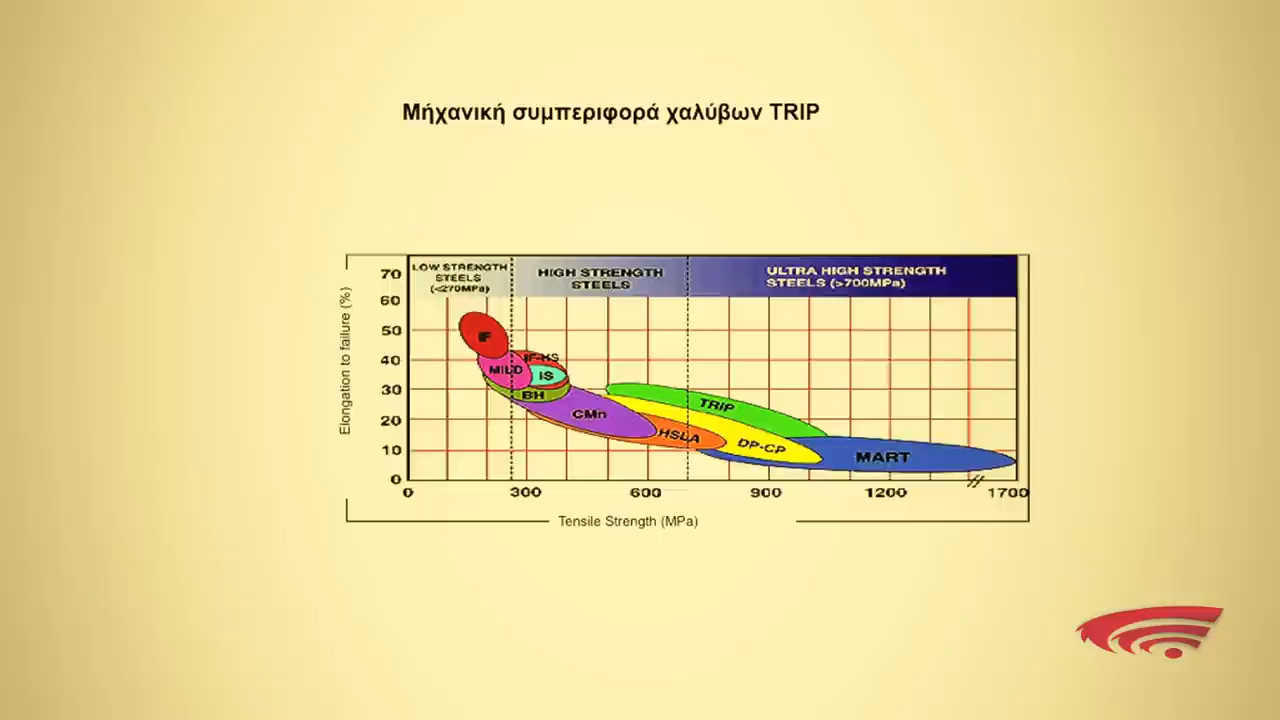 Μήχανική συμπεριφορά χαλύβων TRIP
LOW STRENGTH
STEELS
(<270MPa)
HIGH STRENGTH
STEELS
ULTRA HIGH STRENGTH
STEELS (>700MPa)
Elongation to failure (%)
70
60
50
40
30
20
10
0
IF
IF-HS
MILD
IS
BH
CMn
TRIP
HSLA
DP-CP
MART
0
300
600
900
1200
1700
Tensile Strength (MPa)